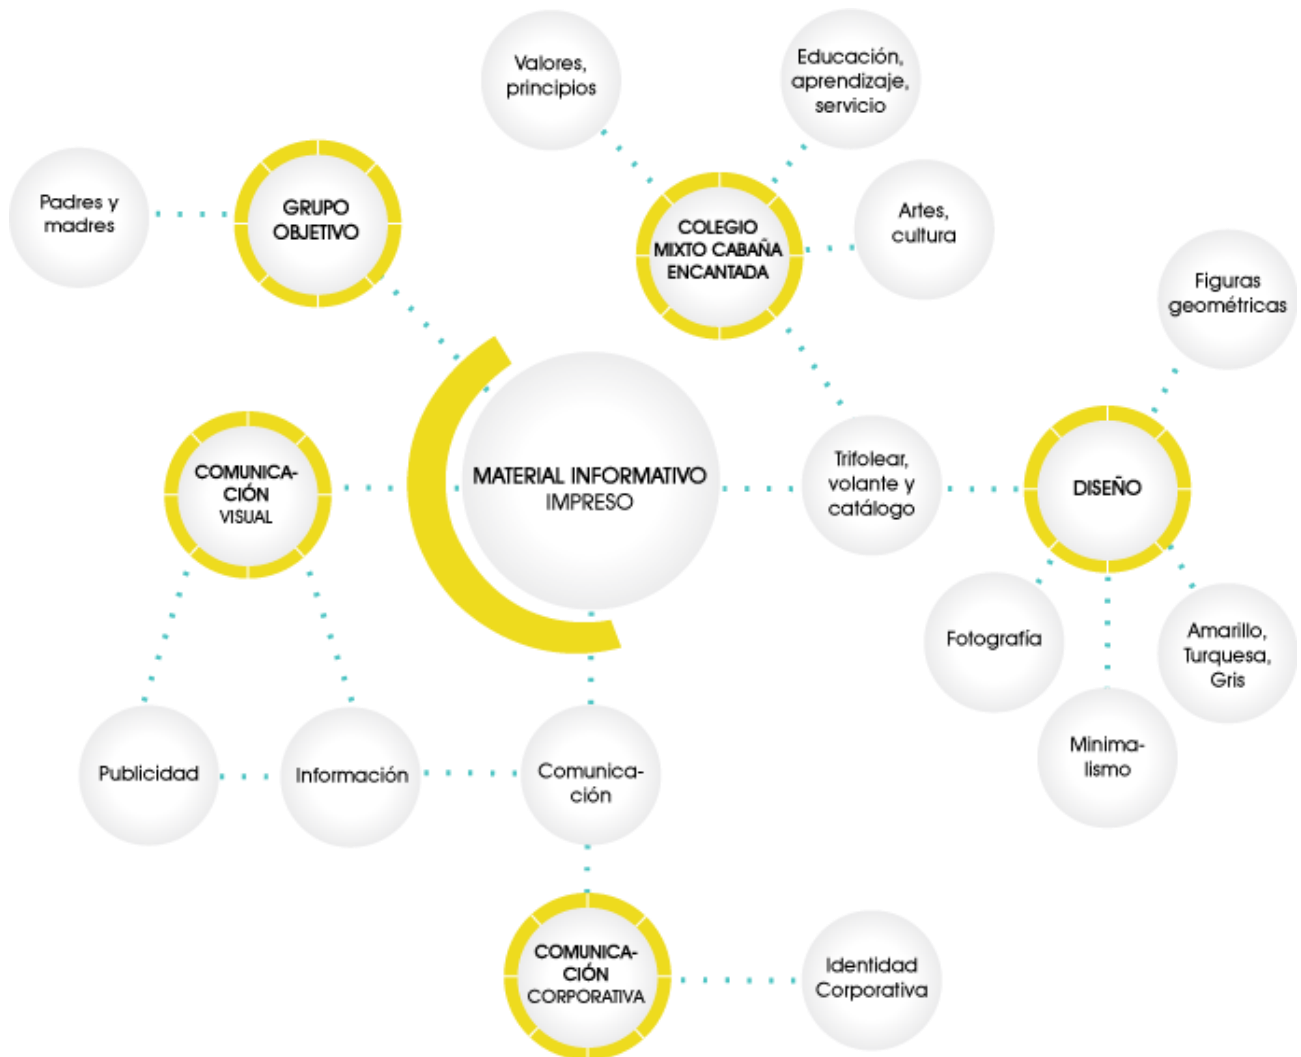 Valores,
principios
Educación,
aprendizaje,
servicio
Padres y
madres
GRUPO
OBJETIVO
COLEGIO
MIXTO CABAÑA
ENCANTADA
Artes,
cultura
Figuras
geométricas
COMUNICA-
CIÓN
VISUAL
MATERIAL INFORMATIVO
IMPRESO
Trifolear,
volante y
catálogo
DISEÑO
Fotografía
Amarillo,
Turquesa,
Gris
Minima-
lismo
Publicidad
Información
Comunica-
ción
COMUNICA-
CIÓN
CORPORATIVA
Identidad
Corporativa